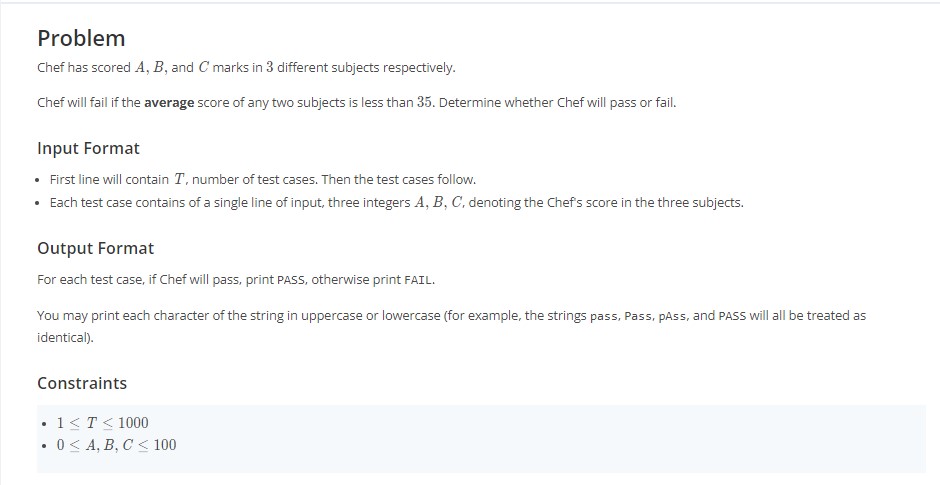 Problem
Chef has scored A, B, and C marks in 3 different subjects respectively.
Chef will fail if the average score of any two subjects is less than 35. Determine whether Chef will pass or fail.
Input Format
• First line will contain T, number of test cases. Then the test cases follow.
• Each test case contains of a single line of input, three integers A, B, C, denoting the Chef's score in the three subjects.
Output Format
For each test case, if Chef will pass, print PASS, otherwise print FAIL.
You may print each character of the string in uppercase or lowercase (for example, the strings pass, Pass, pAss, and PASS will all be treated as
identical).
Constraints
• 1 ≤ T ≤ 1000
• 0 ≤ A, B, C ≤ 100